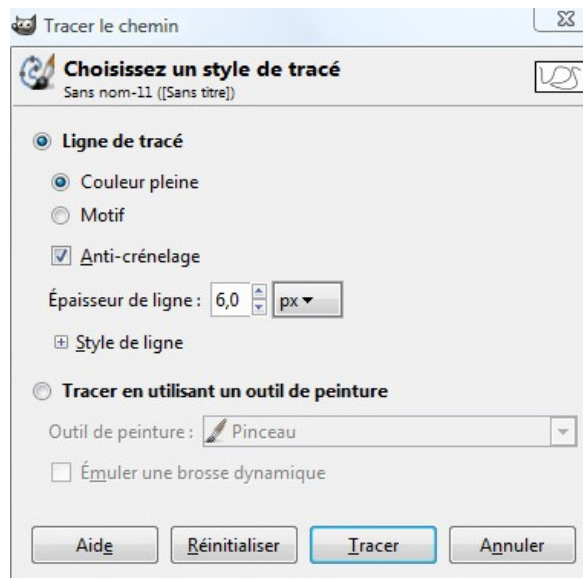 Tracer le chemin
Choisissez un style de tracé
Sans nom-11 ([Sans titre])
Ligne de tracé
Couleur pleine
Motif
Anti-crénelage
Épaisseur de ligne : 6,0 px
Style de ligne
Tracer en utilisant un outil de peinture
Outil de peinture : Pinceau
Émuler une brosse dynamique
Aide Réinitialiser Tracer Annuler